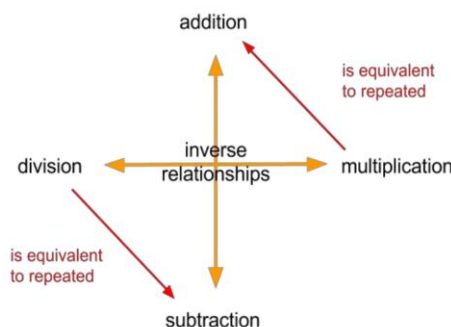 addition
is equivalent
to repeated
inverse
relationships
division
multiplication
is equivalent
to repeated
subtraction